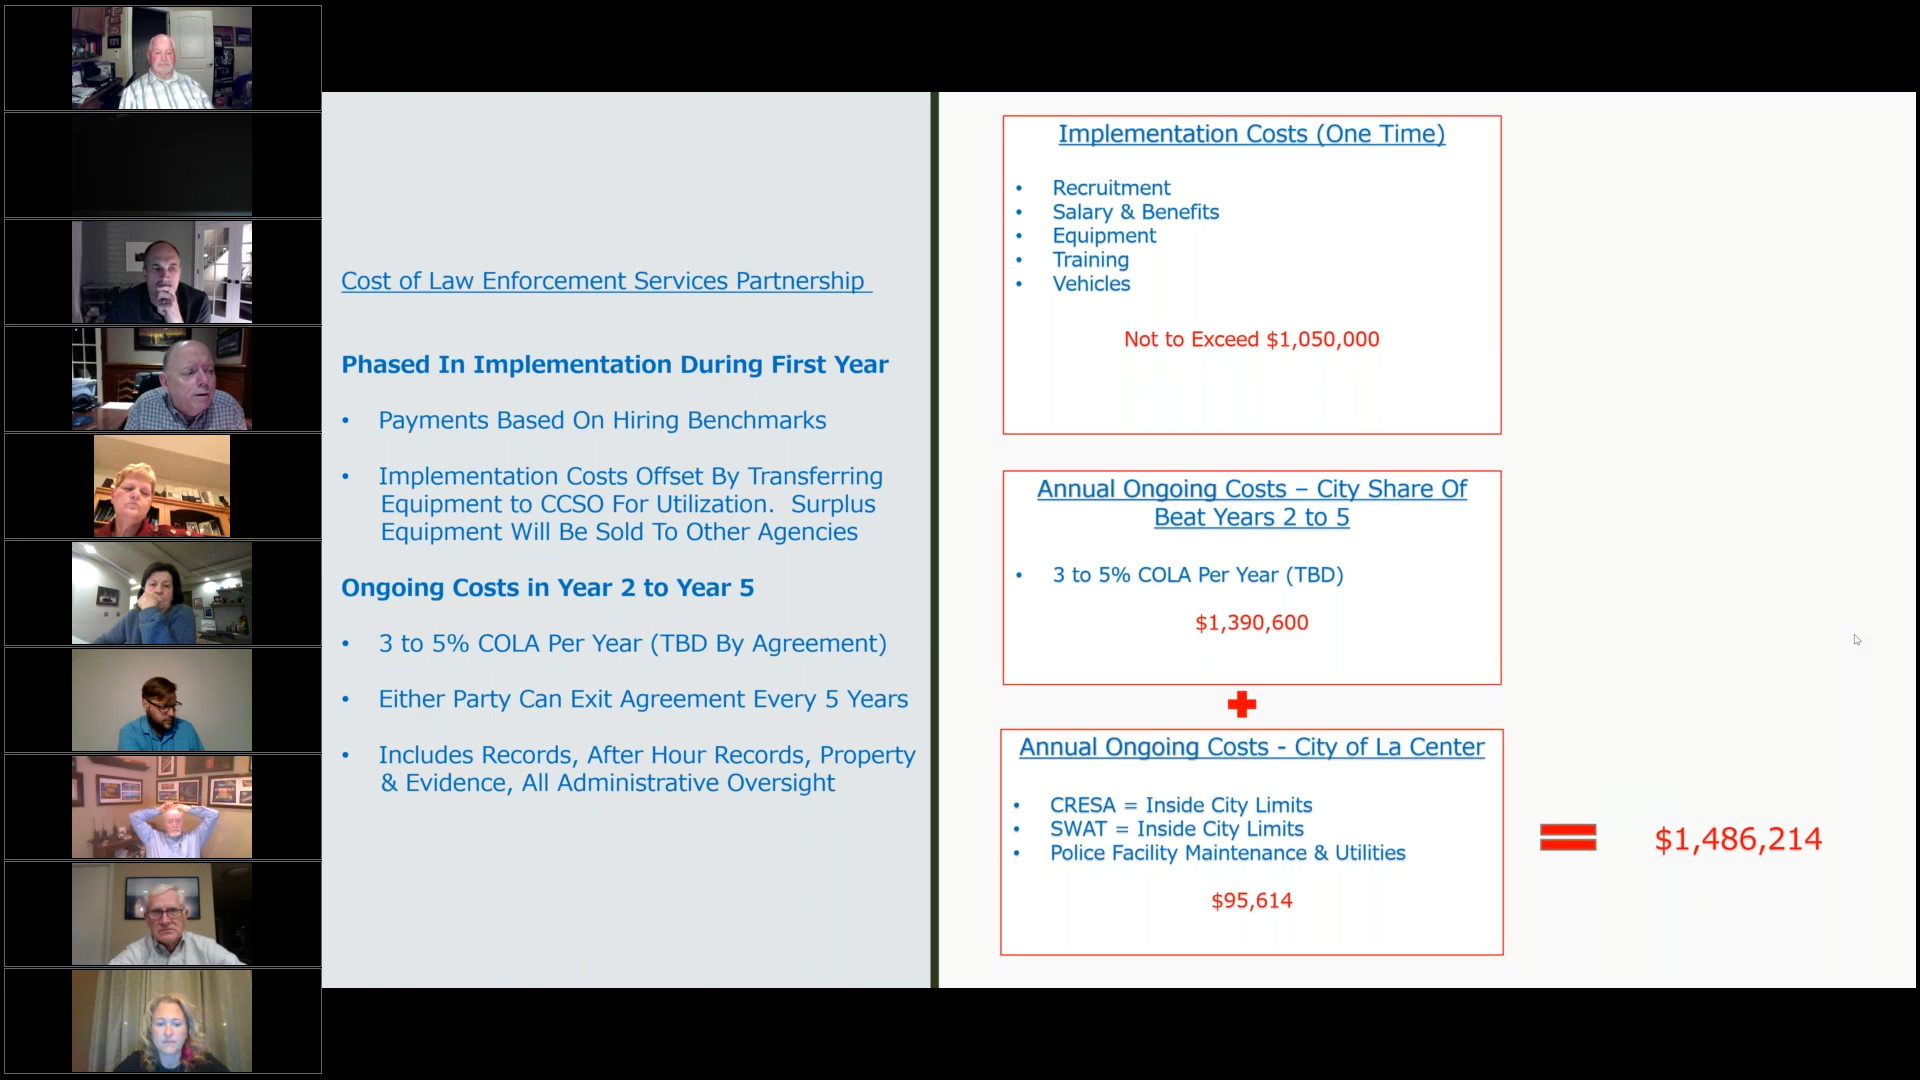 Cost of Law Enforcement Services Partnership
Phased In Implementation During First Year
• Payments Based On Hiring Benchmarks
• Implementation Costs Offset By Transferring
Equipment to CCSO For Utilization. Surplus
Equipment Will Be Sold To Other Agencies
Ongoing Costs in Year 2 to Year 5
• 3 to 5% COLA Per Year (TBD By Agreement)
• Either Party Can Exit Agreement Every 5 Years
• Includes Records, After Hour Records, Property
& Evidence, All Administrative Oversight
Implementation Costs (One Time)
• Recruitment
• Salary & Benefits
• Equipment
• Training
• Vehicles
Not to Exceed $1,050,000
Annual Ongoing Costs – City Share Of
Beat Years 2 to 5
• 3 to 5% COLA Per Year (TBD)
$1,390,600
Annual Ongoing Costs - City of La Center
• CRESA = Inside City Limits
• SWAT = Inside City Limits
• Police Facility Maintenance & Utilities
$95,614
$1,486,214